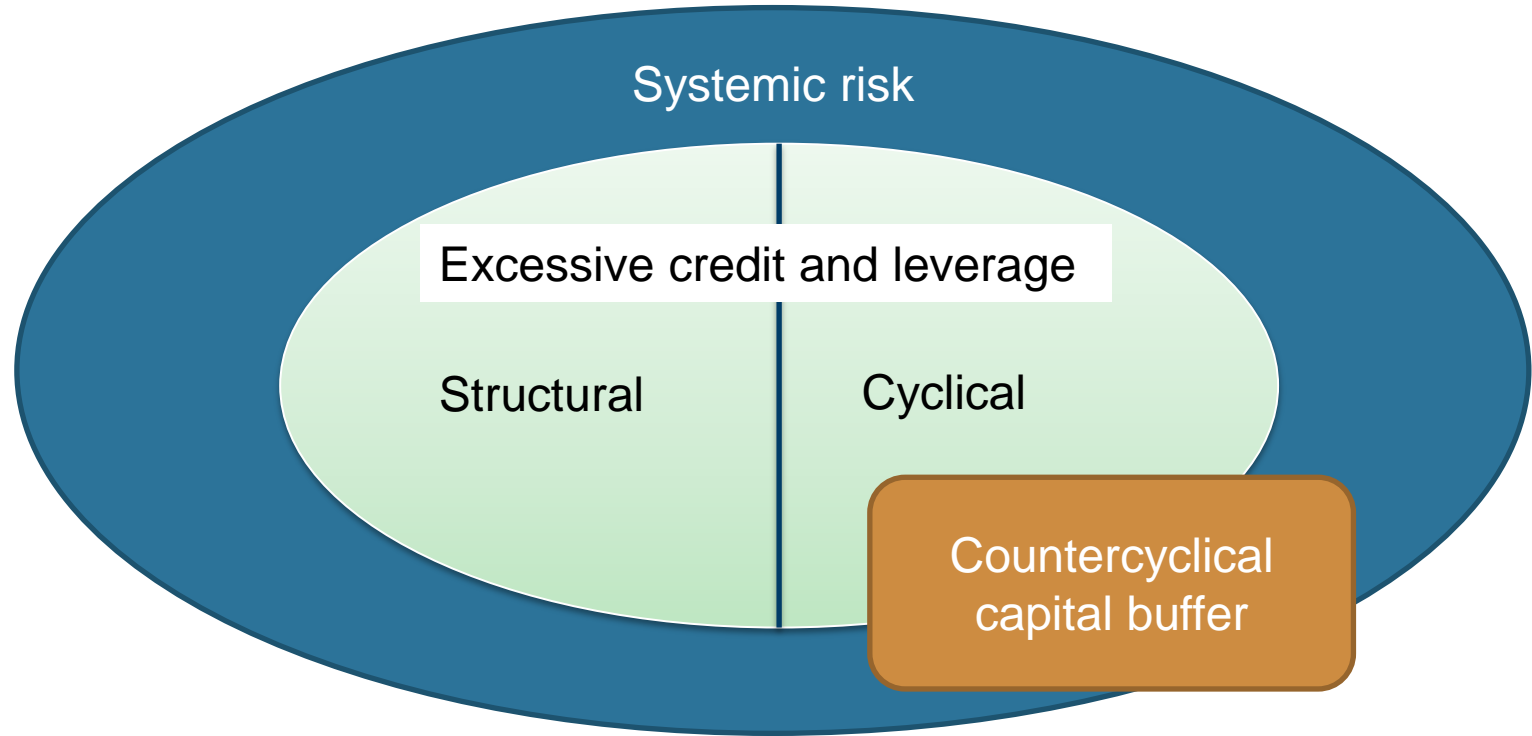 Systemic risk
Excessive credit and leverage
Structural
Cyclical
Countercyclical
capital buffer